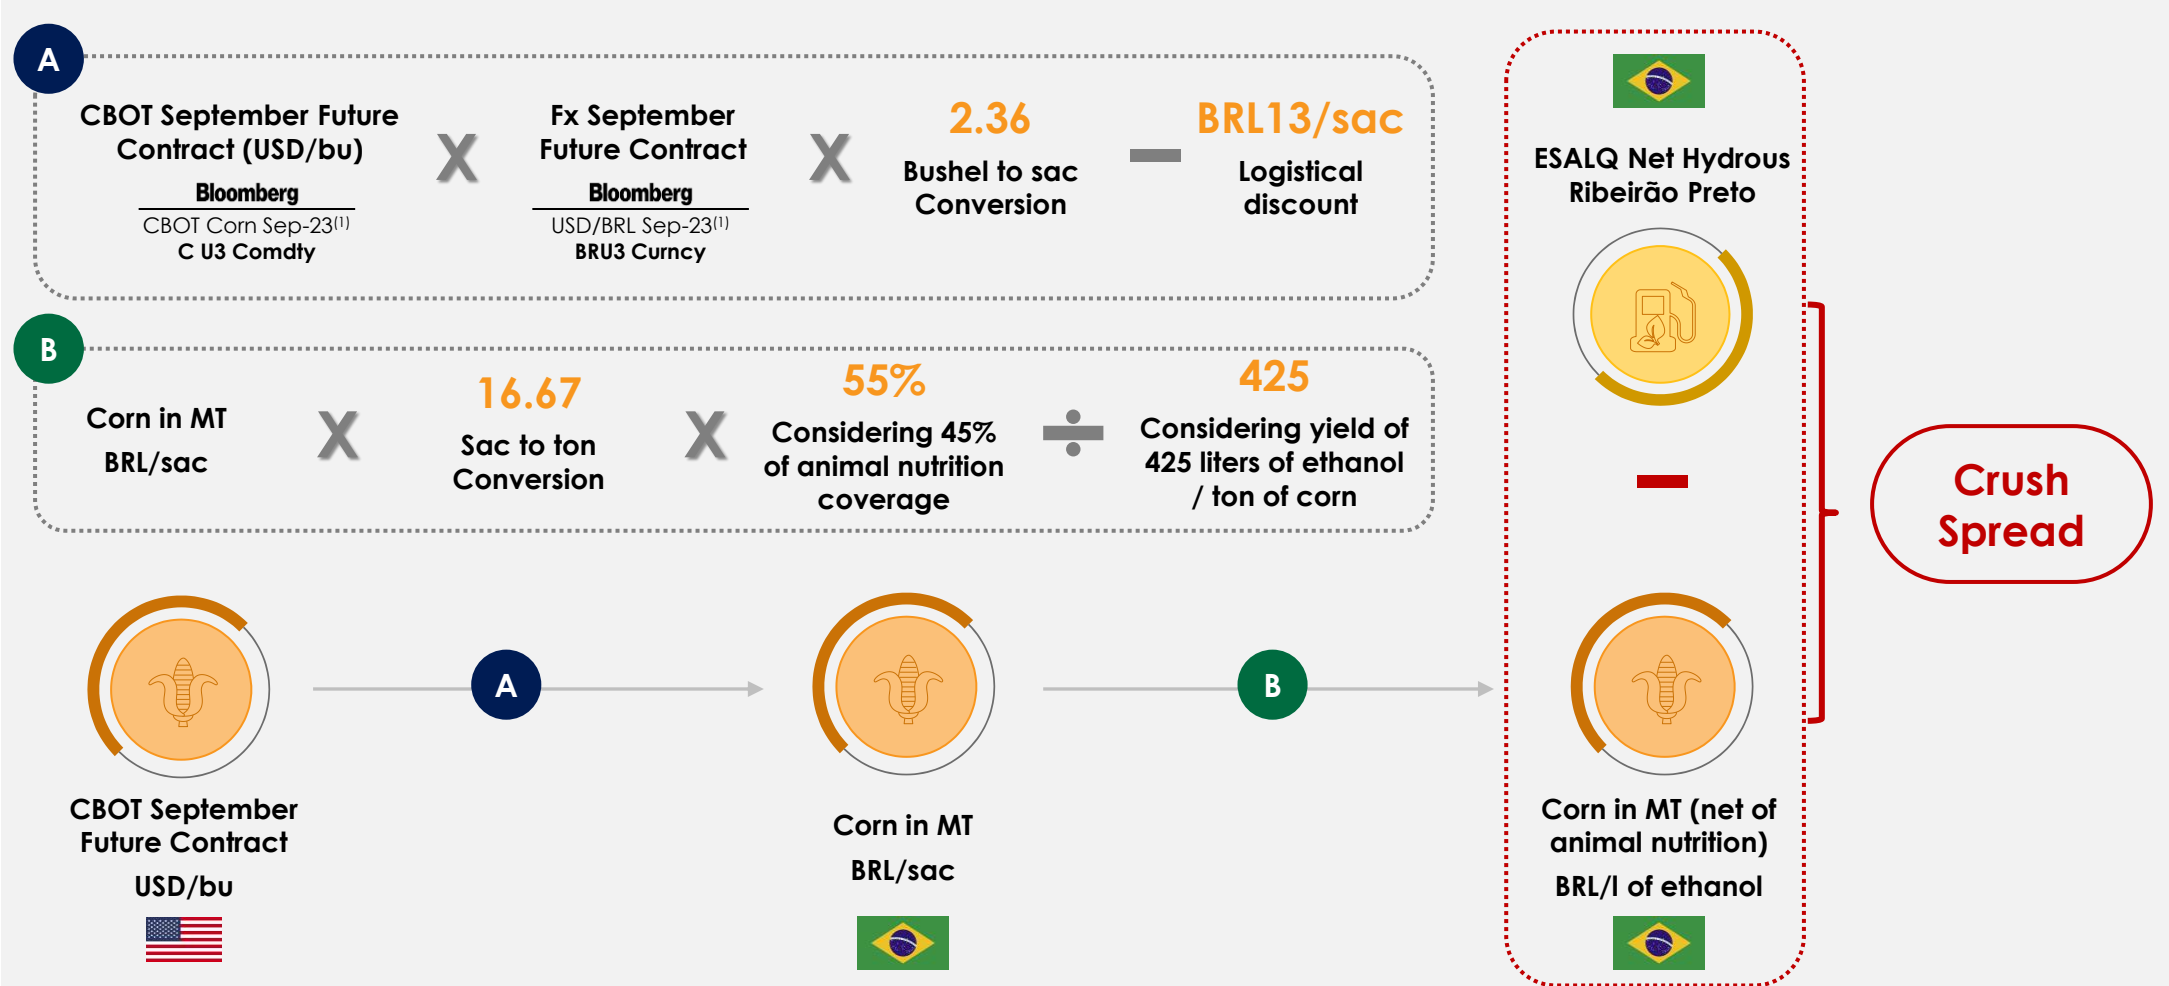 A
CBOT September Future
Contract (USD/bu)
Bloomberg
CBOT Corn Sep-23(1)
C U3 Comdty
X
Fx September
Future Contract
Bloomberg
USD/BRL Sep-23(1)
BRU3 Curncy
X
2.36
Bushel to sac
Conversion
BRL13/sac
Logistical
discount
B
Corn in MT
BRL/sac
X
16.67
Sac to ton
Conversion
X
55%
Considering 45%
of animal nutrition
coverage
÷
425
Considering yield of
425 liters of ethanol
/ ton of corn
ESALQ Net Hydrous
Ribeirão Preto
Crush
Spread
CBOT September
Future Contract
USD/bu
A
Corn in MT
BRL/sac
B
Corn in MT (net of
animal nutrition)
BRL/l of ethanol